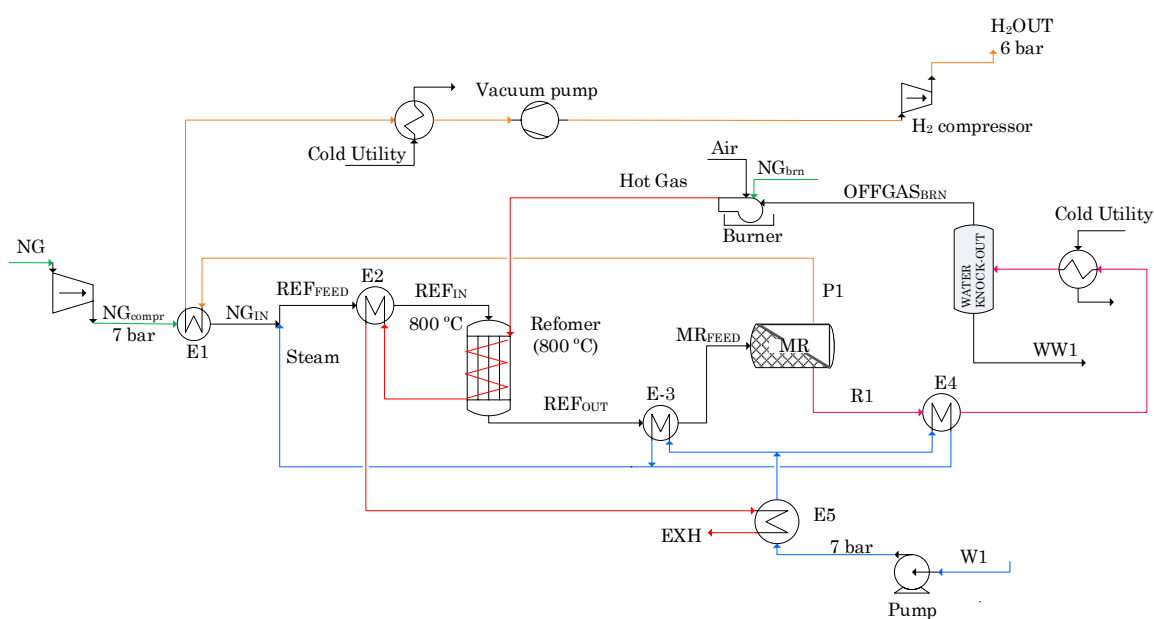 H₂OUT
6 bar
Vacuum pump
H₂ compressor
Cold Utility
Air
NGbrn
Hot Gas
OFFGASBRN
Burner
Cold Utility
WATER
KNOCK-OUT
NG
NGcompr
7 bar
E1
NGIN
REFFEED
E2
REFIN
800 ºC
Refomer
(800 ºC)
Steam
P1
MRFEED
MR
WW1
REFOUT
E-3
R1
E4
E5
EXH
7 bar
W1
Pump